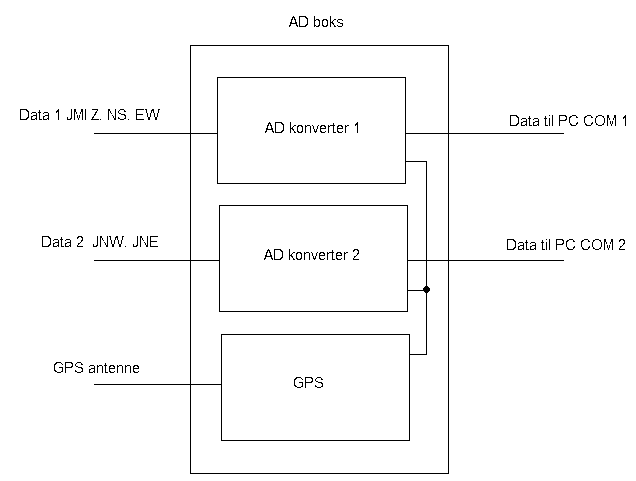 AD boks
Data 1 JMI Z. NS. EW
AD konverter 1
Data til PC COM 1
Data 2 JNW. JNE
AD konverter 2
Data til PC COM 2
GPS antenne
GPS